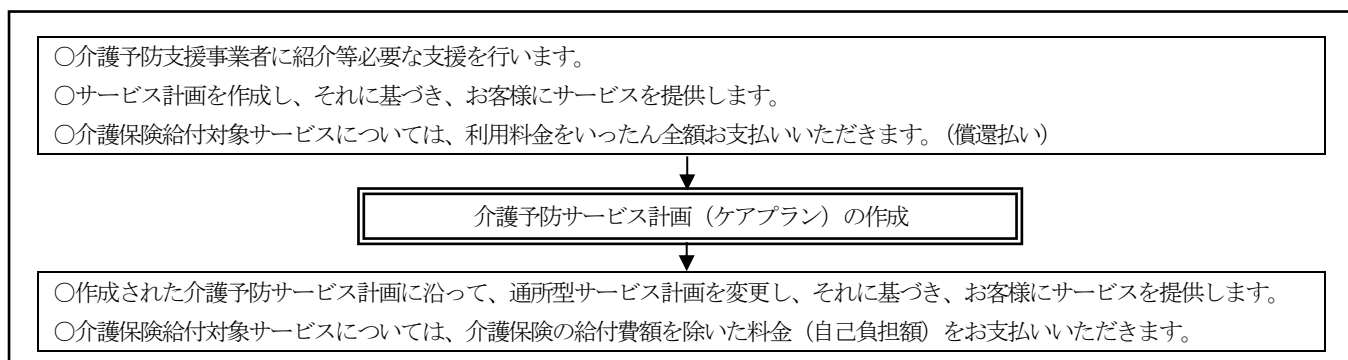 ○介護予防支援事業者に紹介等必要な支援を行います。
○サービス計画を作成し、それに基づき、お客様にサービスを提供します。
○介護保険給付対象サービスについては、利用料金をいったん全額お支払いいただきます。（償還払い）
介護予防サービス計画（ケアプラン）の作成
○作成された介護予防サービス計画に沿って、通所型サービス計画を変更し、それに基づき、お客様にサービスを提供します。
○介護保険給付対象サービスについては、介護保険の給付費額を除いた料金（自己負担額）をお支払いいただきます。